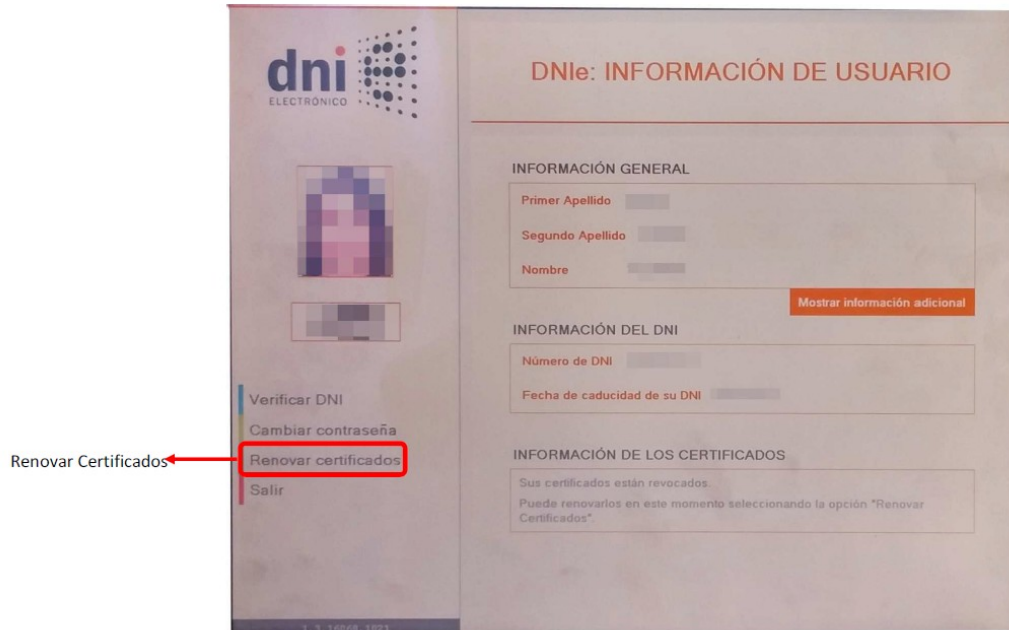 dni
ELECTRÓNICO
DNIe: INFORMACIÓN DE USUARIO
INFORMACIÓN GENERAL
Primer Apellido
Segundo Apellido
Nombre
Mostrar información adicional
INFORMACIÓN DEL DNI
Número de DNI
Fecha de caducidad de su DNI
Verificar DNI
Cambiar contraseña
Renovar certificados
Salir
Renovar Certificados
INFORMACIÓN DE LOS CERTIFICADOS
Sus certificados están revocados.
Puede renovarlos en este momento seleccionando la opción "Renovar
Certificados".